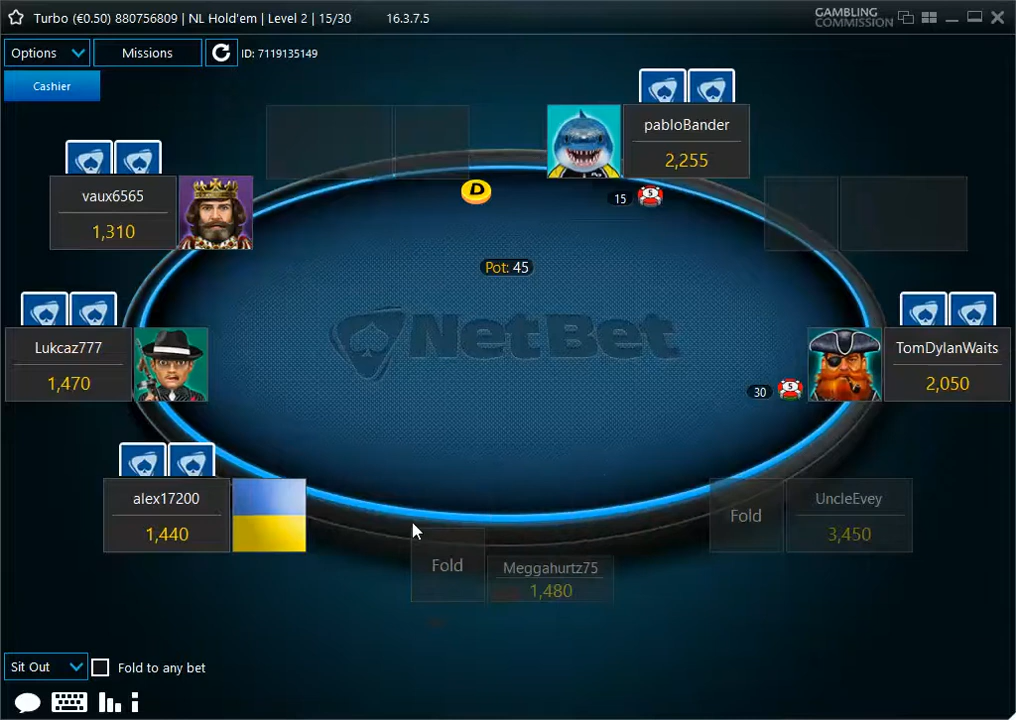 Turbo (€0.50) 880756809 | NL Hold'em | Level 2 | 15/30 16.3.7.5
GAMBLING
COMMISSION
Options Missions ID: 7119135149
Cashier
pabloBander
2,255
vaux6565
1,310
D
15 5
Pot: 45
NetBet
Lukcaz777
1,470
TomDylanWaits
2,050
30 5
alex17200
1,440
Fold UncleEvey
3,450
Fold Meggahurtz75
1,480
Sit Out Fold to any bet